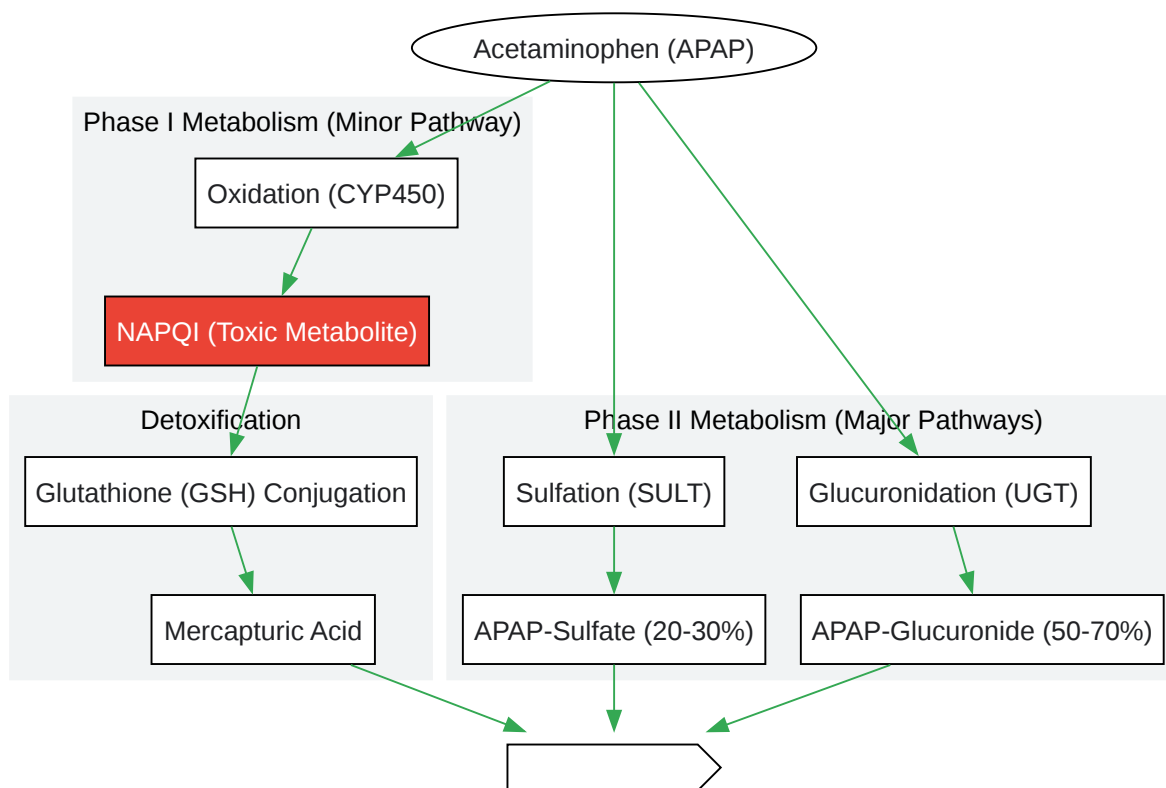 Acetaminophen (APAP)
Phase I Metabolism (Minor Pathway)
Oxidation (CYP450)
NAPQI (Toxic Metabolite)
Detoxification
Phase II Metabolism (Major Pathways)
Glutathione (GSH) Conjugation
Sulfation (SULT)
Glucuronidation (UGT)
Mercapturic Acid
APAP-Sulfate (20-30%)
APAP-Glucuronide (50-70%)